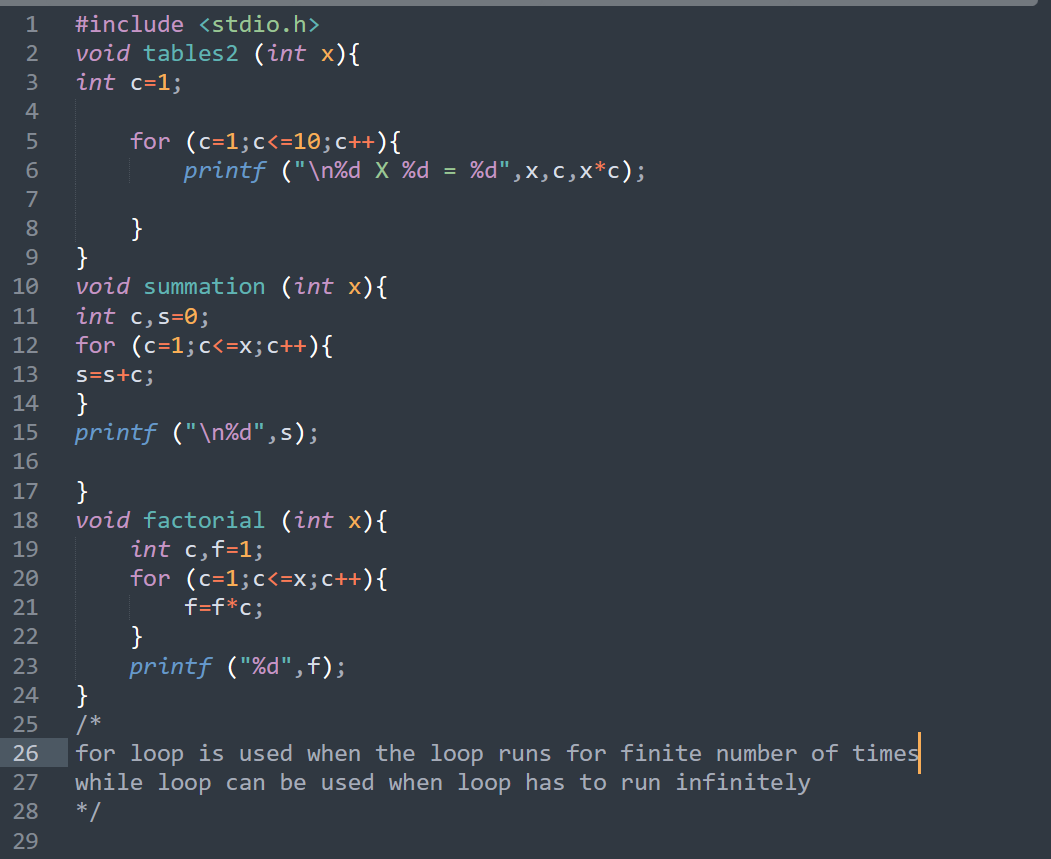 1 #include <stdio.h>
2 void tables2 (int x){
3 int c=1;
4
5     for (c=1;c<=10;c++){
6         printf ("\n%d X %d = %d",x,c,x*c);
7
8     }
9 }
10 void summation (int x){
11 int c,s=0;
12 for (c=1;c<=x;c++){
13 s=s+c;
14 }
15 printf ("\n%d",s);
16
17 }
18 void factorial (int x){
19     int c,f=1;
20     for (c=1;c<=x;c++){
21         f=f*c;
22     }
23     printf ("%d",f);
24 }
25 /*
26 for loop is used when the loop runs for finite number of times
27 while loop can be used when loop has to run infinitely
28 */
29